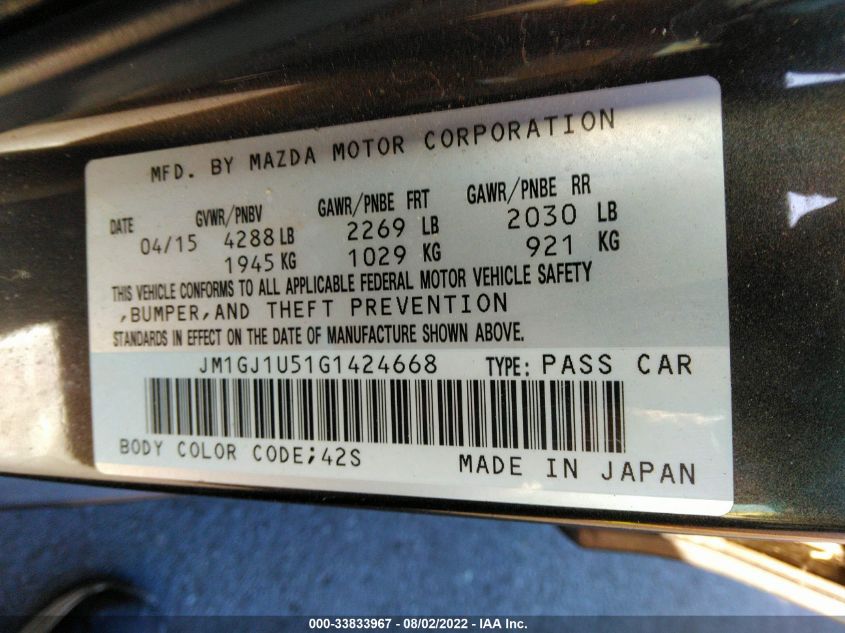 MFD. BY MAZDA MOTOR CORPORATION
DATE GVWR/PNBV GAWR/PNBE FRT GAWR/PNBE RR
04/15 4288 LB 2269 LB 2030 LB
1945 KG 1029 KG 921 KG
THIS VEHICLE CONFORMS TO ALL APPLICABLE FEDERAL MOTOR VEHICLE SAFETY
,BUMPER,AND THEFT PREVENTION
STANDARDS IN EFFECT ON THE DATE OF MANUFACTURE SHOWN ABOVE.
JM1GJ1U51G1424668 TYPE: PASS CAR
BODY COLOR CODE;42S MADE IN JAPAN
000-33833967 - 08/02/2022 - IAA Inc.